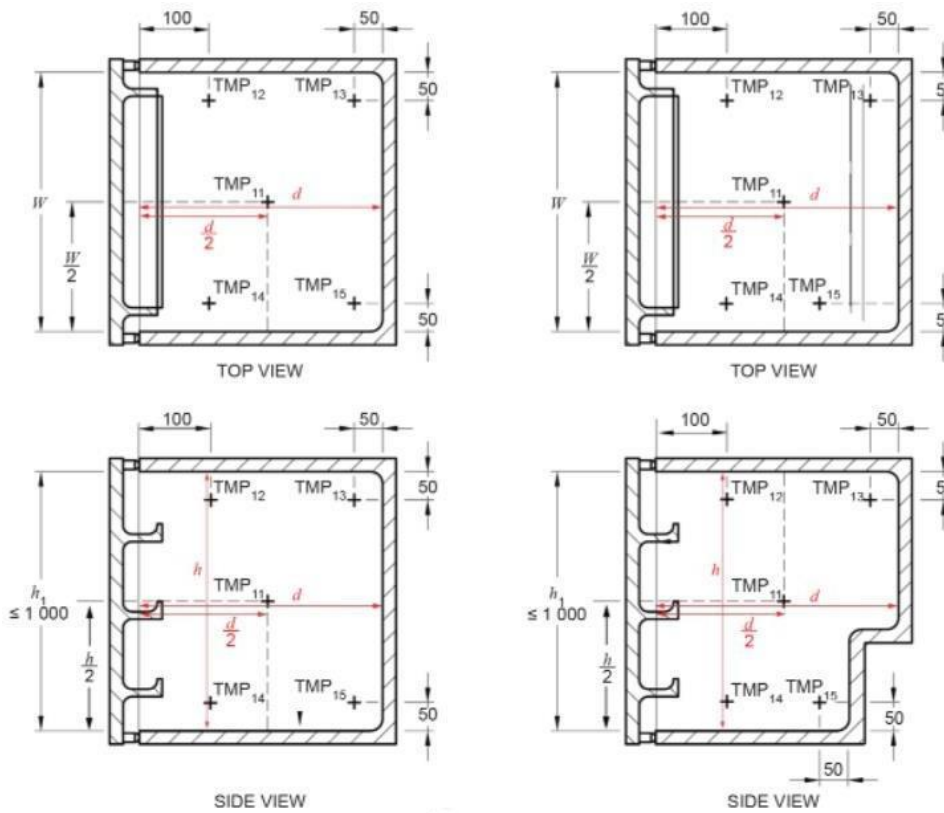 100 50 100 50
TMP12 TMP13 50 TMP12 TMP13 5
W TMP11 d W TMP11 d
d/2 d/2
W/2 W/2
TMP14 TMP15 50 TMP14 TMP15 5
TOP VIEW TOP VIEW
100 50 100 50
TMP12 TMP13 50 TMP12 TMP13 50
h h
h1 TMP11 d h1 TMP11 d
≤ 1 000 ≤ 1 000
d/2 d/2
h/2 h/2
TMP14 TMP15 50 TMP14 TMP15 50
50
SIDE VIEW SIDE VIEW